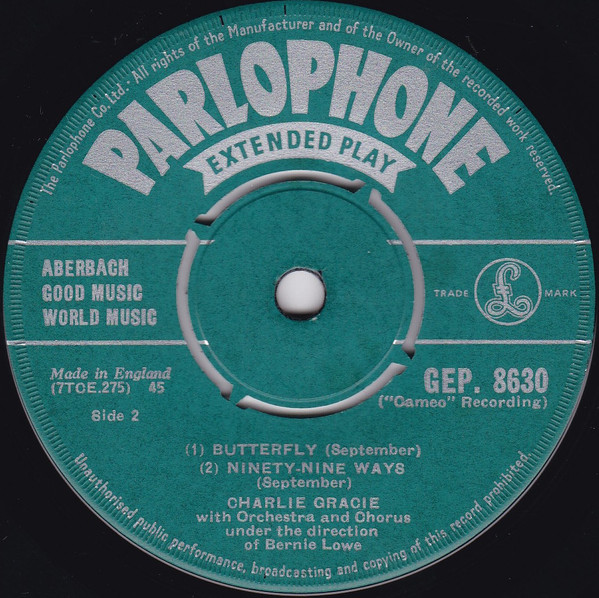 The Parlophone Co. Ltd. All rights of the Manufacturer and of the Owner of the recorded work reserved.
PARLOPHONE
EXTENDED PLAY
ABERBACH
GOOD MUSIC
WORLD MUSIC
TRADE £ MARK
Made in England
(7TCE.275) 45
Side 2
GEP. 8630
("Cameo" Recording)
(1) BUTTERFLY (September)
(2) NINETY-NINE WAYS
(September)
CHARLIE GRACIE
with Orchestra and Chorus
under the direction
of Bernie Lowe
Unauthorised public performance, broadcasting and copying of this record prohibited.